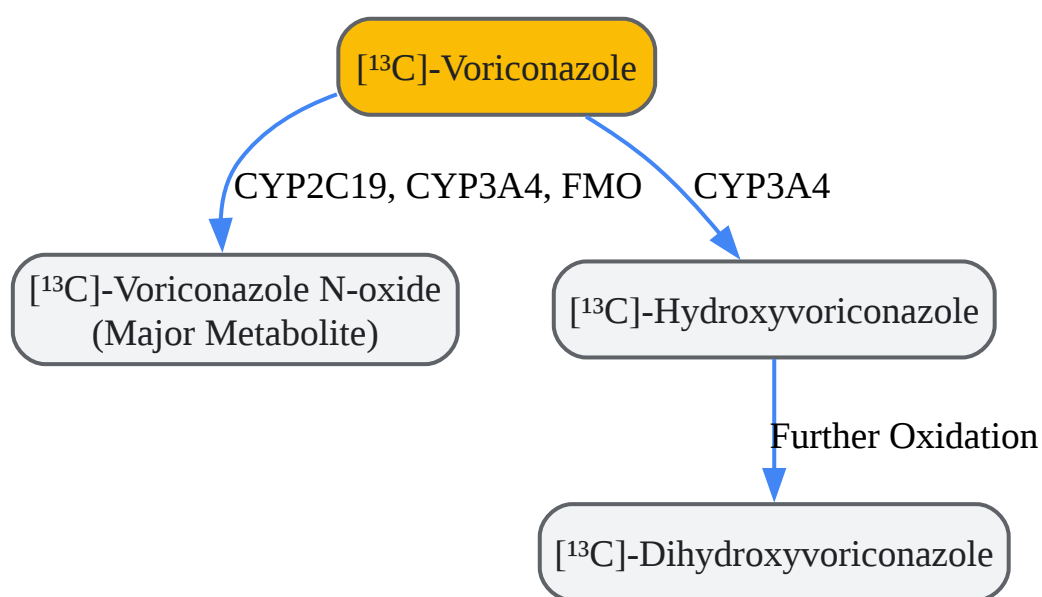 [¹³C]-Voriconazole
CYP2C19, CYP3A4, FMO
CYP3A4
[¹³C]-Voriconazole N-oxide
(Major Metabolite)
[¹³C]-Hydroxyvoriconazole
Further Oxidation
[¹³C]-Dihydroxyvoriconazole